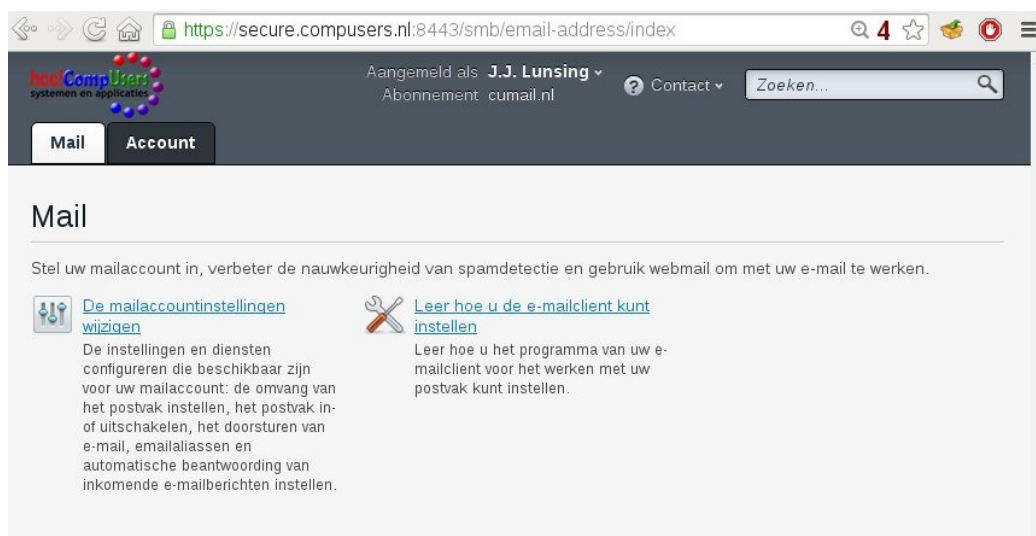 https://secure.compusers.nl:8443/smb/email-address/index
4
hcc!CompUsers
systemen en applicaties
Aangemeld als J.J. Lunsing
Abonnement cumail.nl
? Contact
Zoeken...
Mail
Account
Mail
Stel uw mailaccount in, verbeter de nauwkeurigheid van spamdetectie en gebruik webmail om met uw e-mail te werken.
De mailaccountinstellingen
wijzigen
De instellingen en diensten
configureren die beschikbaar zijn
voor uw mailaccount: de omvang van
het postvak instellen, het postvak in-
of uitschakelen, het doorsturen van
e-mail, emailaliassen en
automatische beantwoording van
inkomende e-mailberichten instellen.
Leer hoe u de e-mailclient kunt
instellen
Leer hoe u het programma van uw e-
mailclient voor het werken met uw
postvak kunt instellen.